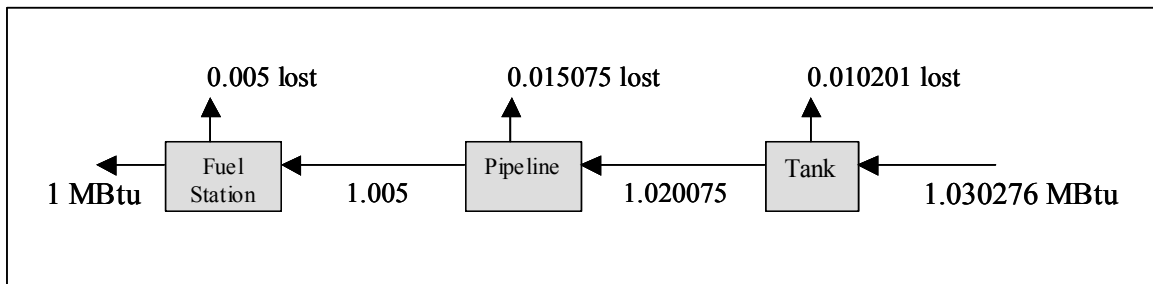 0.005 lost
0.015075 lost
0.010201 lost
Fuel
Station
Pipeline
Tank
1 MBtu
1.005
1.020075
1.030276 MBtu